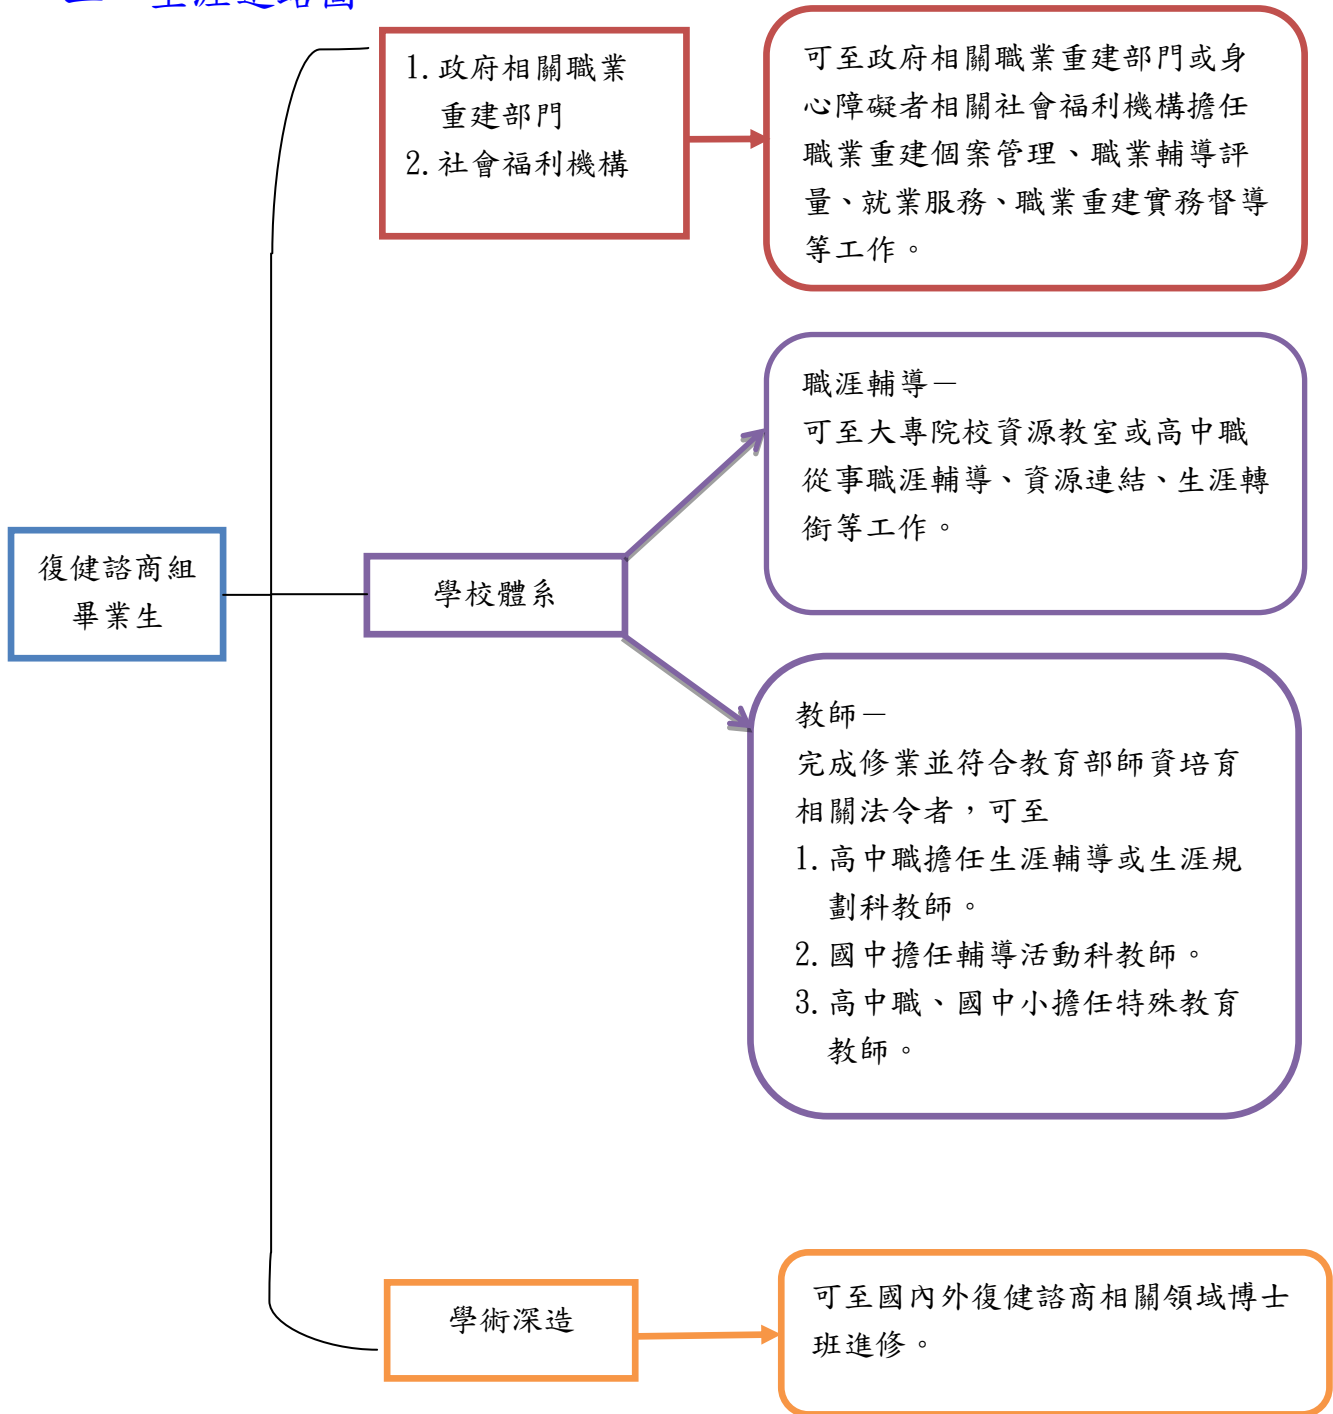 1.政府相關職業
重建部門
2.社會福利機構
可至政府相關職業重建部門或身
心障礙者相關社會福利機構擔任
職業重建個案管理、職業輔導評
量、就業服務、職業重建實務督導
等工作。
復健諮商組
畢業生
學校體系
職涯輔導－
可至大專院校資源教室或高中職
從事職涯輔導、資源連結、生涯轉
銜等工作。
教師－
完成修業並符合教育部師資培育
相關法令者，可至
1.高中職擔任生涯輔導或生涯規
劃科教師。
2.國中擔任輔導活動科教師。
3.高中職、國中小擔任特殊教育
教師。
學術深造
可至國內外復健諮商相關領域博士
班進修。